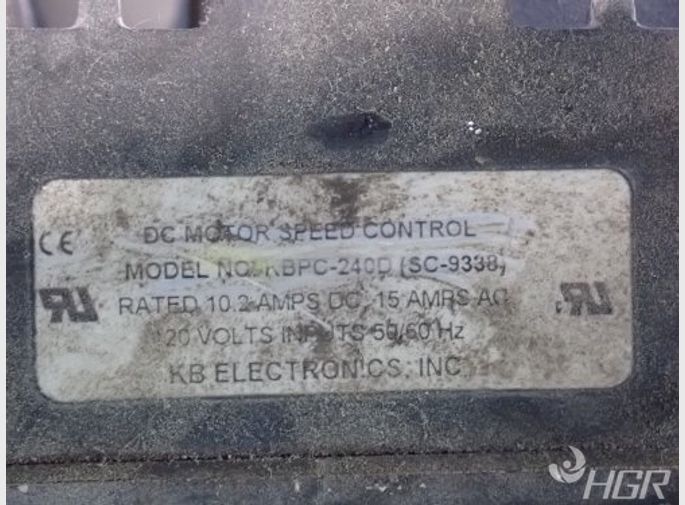 CE
DC MOTOR SPEED CONTROL
MODEL NO. KBPC-240D (SC-9338)
RATED 10.2 AMPS DC, 15 AMPS AC
120 VOLTS INPUTS 50/60 Hz
KB ELECTRONICS, INC.
HGR